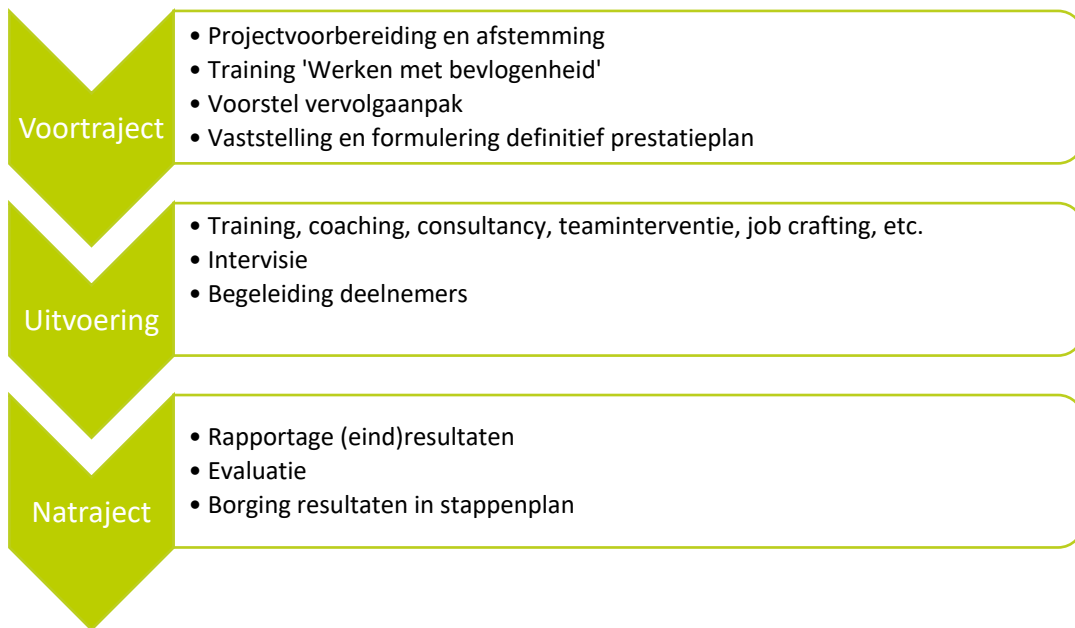 Voortraject
• Projectvoorbereiding en afstemming
• Training 'Werken met bevlogenheid'
• Voorstel vervolgaanpak
• Vaststelling en formulering definitief prestatieplan
Uitvoering
• Training, coaching, consultancy, teaminterventie, job crafting, etc.
• Intervisie
• Begeleiding deelnemers
Natraject
• Rapportage (eind)resultaten
• Evaluatie
• Borging resultaten in stappenplan